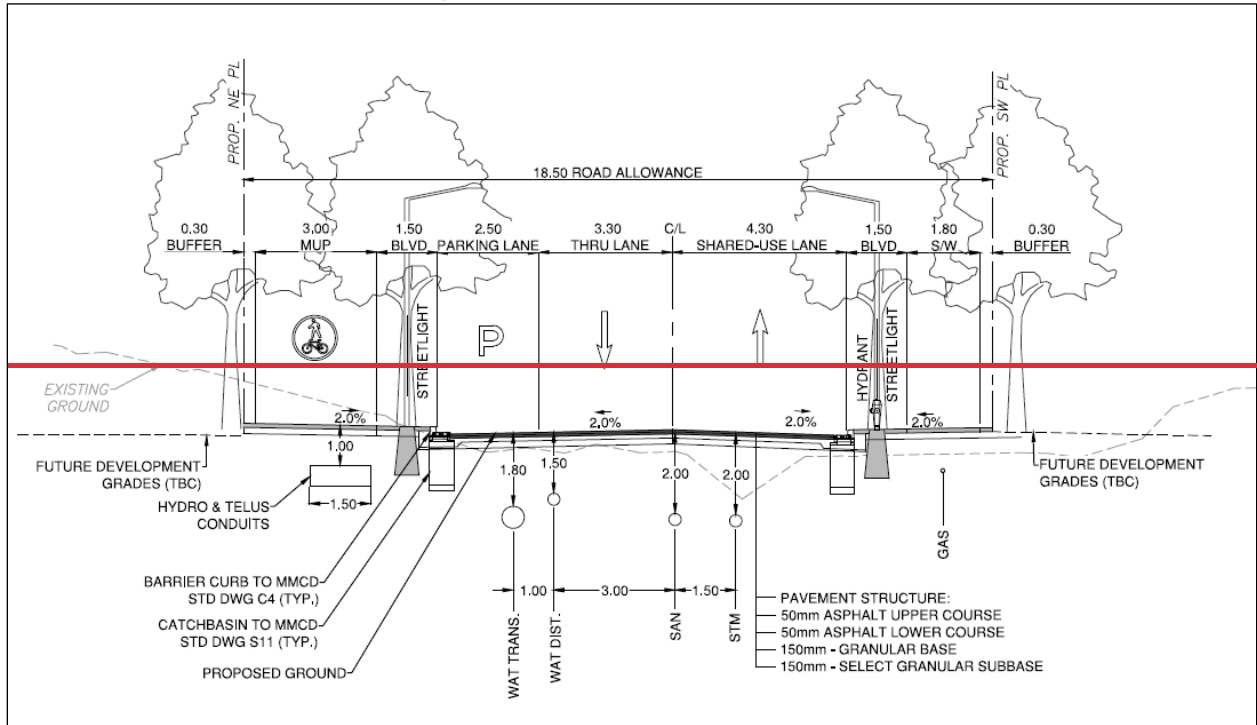 PROP. NE PL
PROP. SW PL
18.50 ROAD ALLOWANCE
0.30
BUFFER
3.00
MUP
1.50
BLVD
2.50
PARKING LANE
3.30
THRU LANE
C/L
4.30
SHARED-USE LANE
1.50
BLVD
1.80
S/W
0.30
BUFFER
STREETLIGHT
P
HYDRANT
STREETLIGHT
EXISTING
GROUND
2.0%
2.0%
2.0%
2.0%
FUTURE DEVELOPMENT
GRADES (TBC)
1.00
HYDRO & TELUS
CONDUITS
1.50
1.80
1.50
2.00
2.00
FUTURE DEVELOPMENT
GRADES (TBC)
GAS
BARRIER CURB TO MMCD
STD DWG C4 (TYP.)
CATCHBASIN TO MMCD
STD DWG S11 (TYP.)
PROPOSED GROUND
1.00
3.00
1.50
WAT TRANS.
WAT DIST.
SAN
STM
PAVEMENT STRUCTURE:
50mm ASPHALT UPPER COURSE
50mm ASPHALT LOWER COURSE
150mm - GRANULAR BASE
150mm - SELECT GRANULAR SUBBASE